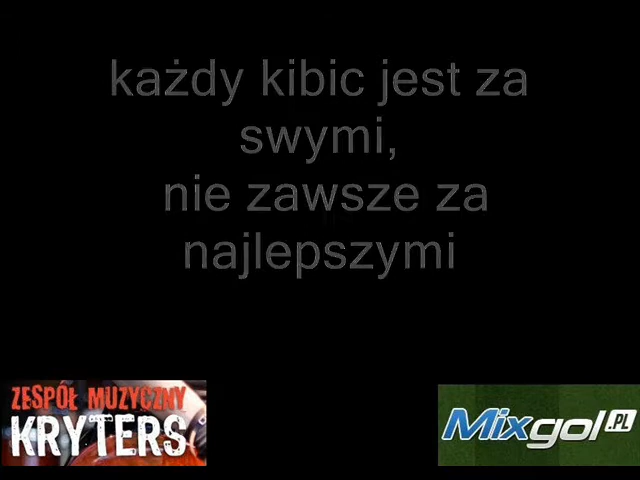 każdy kibic jest za
swymi,
nie zawsze za
najlepszymi
ZESPÓŁ MUZYCZNY
KRYTERS
Mixgol.PL